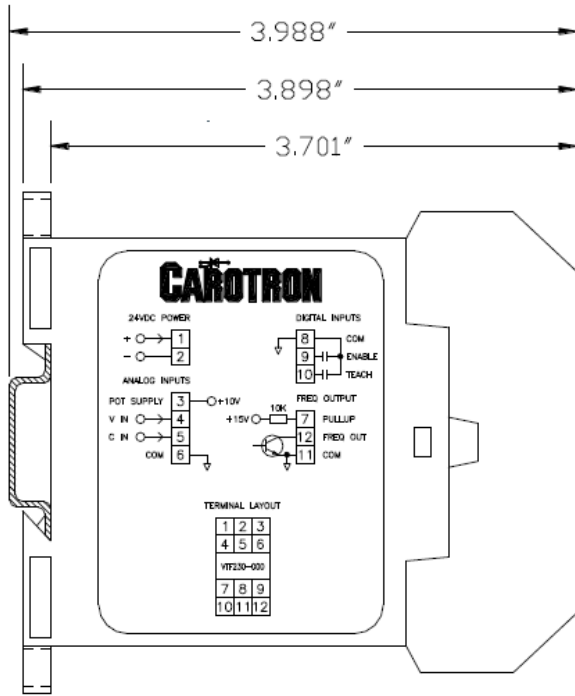 3.988"
3.898"
3.701"
CAROTRON
24VDC POWER
+ 1
- 2
ANALOG INPUTS
POT SUPPLY 3 +10V
V IN 4
C IN 5
COM 6
DIGITAL INPUTS
8 COM
9 ENABLE
10 TEACH
FREQ OUTPUT
+15V 10K 7 PULLUP
12 FREQ OUT
11 COM
TERMINAL LAYOUT
1 2 3
4 5 6
VTF230-000
7 8 9
10 11 12